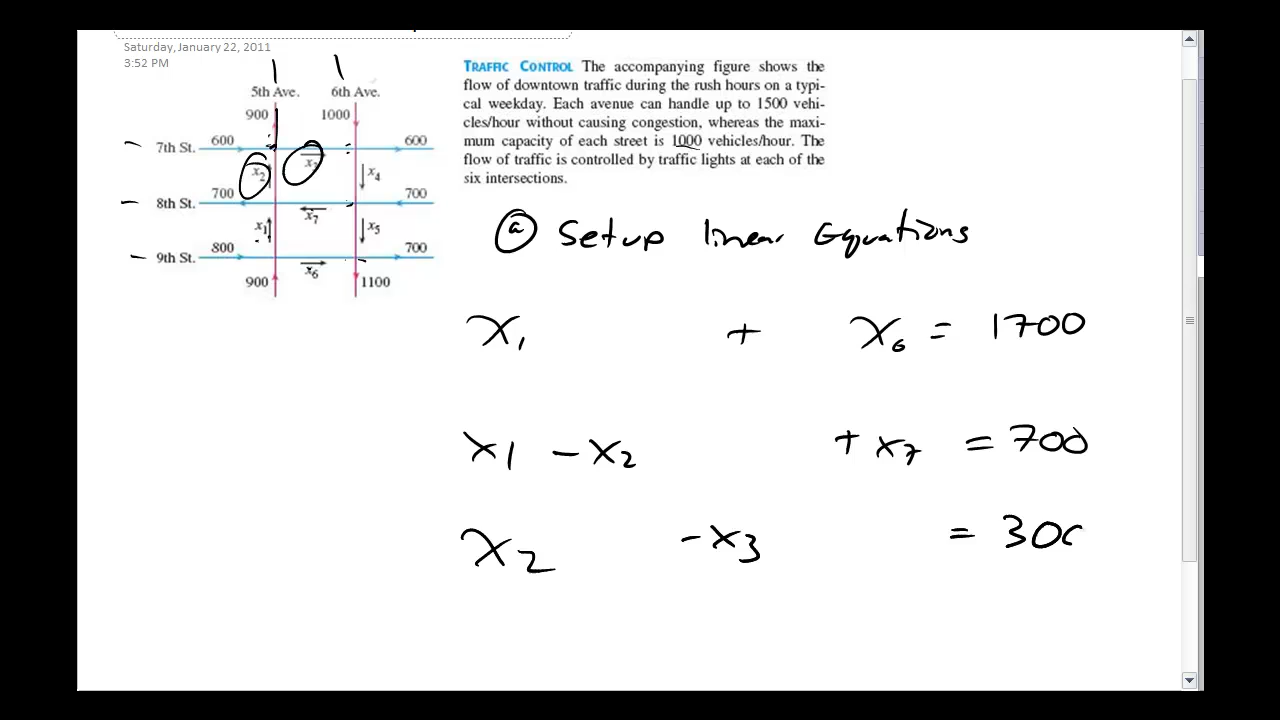 Saturday, January 22, 2011
3:52 PM
5th Ave. 6th Ave.
900 1000
7th St. 600 600
x2 x3 x4
8th St. 700 700
x1 x7 x5
9th St. 800 700
x6
900 1100
TRAFFIC CONTROL The accompanying figure shows the
flow of downtown traffic during the rush hours on a typi-
cal weekday. Each avenue can handle up to 1500 vehi-
cles/hour without causing congestion, whereas the maxi-
mum capacity of each street is 1000 vehicles/hour. The
flow of traffic is controlled by traffic lights at each of the
six intersections.
a Setup linear Equations
x1 + x6 = 1700
x1 - x2 + x7 = 700
x2 - x3 = 300